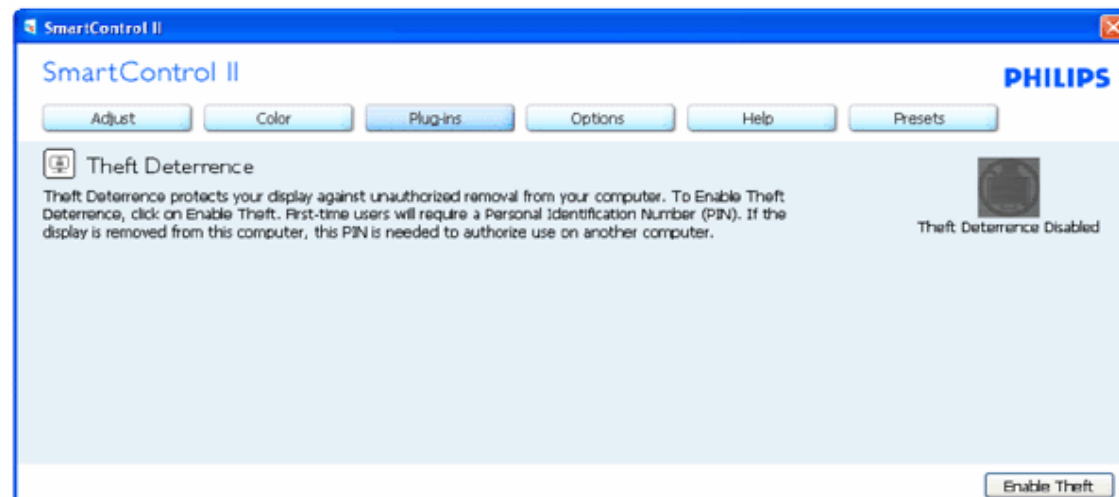 SmartControl II
SmartControl II
PHILIPS
Adjust Color Plug-ins Options Help Presets
Theft Deterrence
Theft Deterrence protects your display against unauthorized removal from your computer. To Enable Theft
Deterrence, click on Enable Theft. First-time users will require a Personal Identification Number (PIN). If the
display is removed from this computer, this PIN is needed to authorize use on another computer.
Theft Deterrence Disabled
Enable Theft